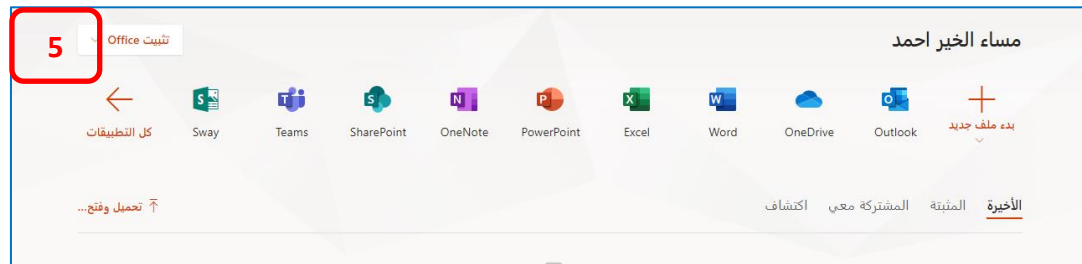 مساء الخير احمد
تثبيت Office
5
بدء ملف جديد
Outlook
OneDrive
Word
Excel
PowerPoint
OneNote
SharePoint
Teams
Sway
كل التطبيقات
الأخيرة
المثبتة
المشتركة معي
اكتشاف
تحميل وفتح...